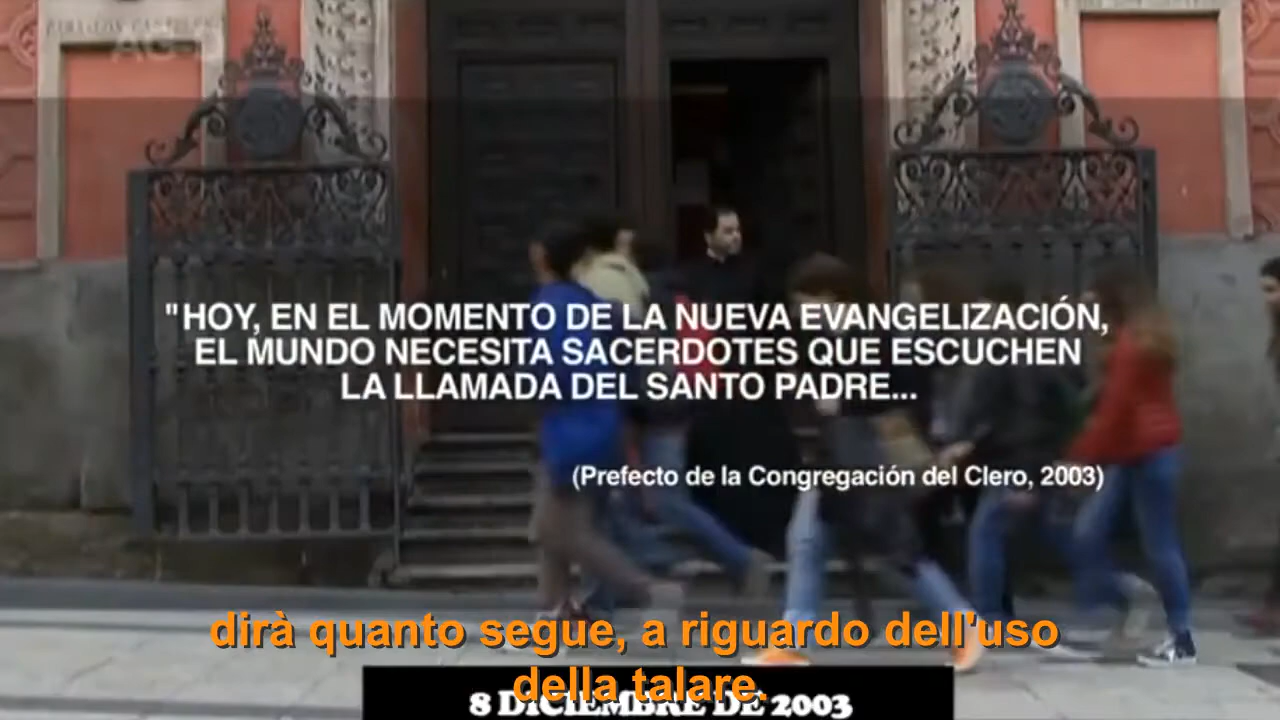 "HOY, EN EL MOMENTO DE LA NUEVA EVANGELIZACIÓN,
EL MUNDO NECESITA SACERDOTES QUE ESCUCHEN
LA LLAMADA DEL SANTO PADRE...
(Prefecto de la Congregación del Clero, 2003)
dirà quanto segue, a riguardo dell'uso
della talare.
8 DICIEMBRE DE 2003